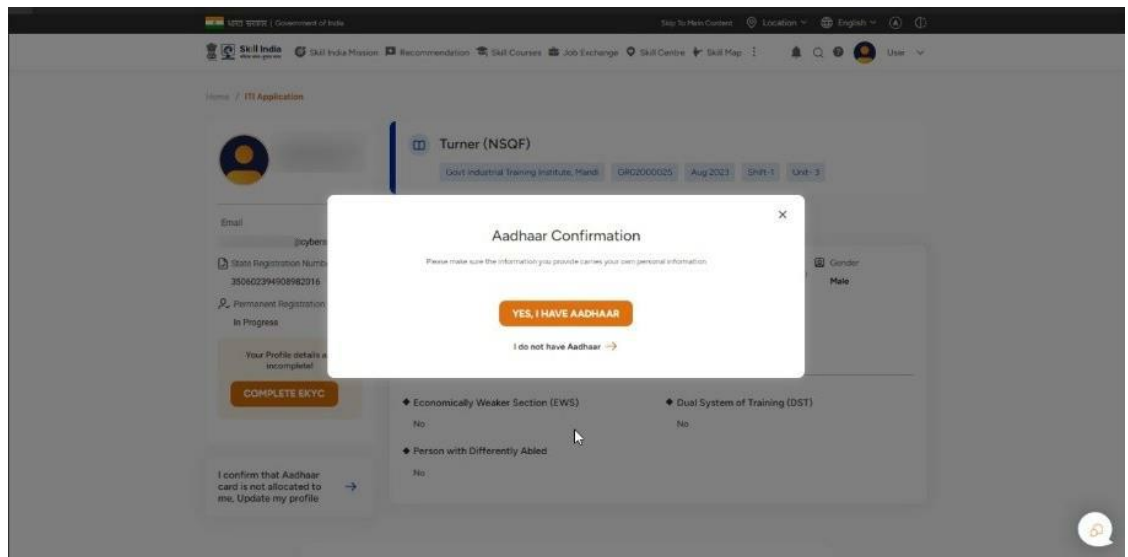 भारत सरकार | Government of India
Skip To Main Content
Location
English
Skill India
Skill India Mission
Recommendation
Skill Courses
Job Exchange
Skill Centre
Skill Map
User
Home / ITI Application
Turner (NSQF)
Govt Industrial Training Institute, Mandi
GR02000025
Aug 2023
Shift-1
Unit- 3
Email
State Registration Numb
350602394908982016
Permanent Registration
In Progress
Your Profile details a
incomplete!
COMPLETE EKYC
I confirm that Aadhaar
card is not allocated to
me, Update my profile
Aadhaar Confirmation
Please make sure the information you provide carries your own personal information.
YES, I HAVE AADHAAR
I do not have Aadhaar
Gender
Male
Economically Weaker Section (EWS)
No
Dual System of Training (DST)
No
Person with Differently Abled
No